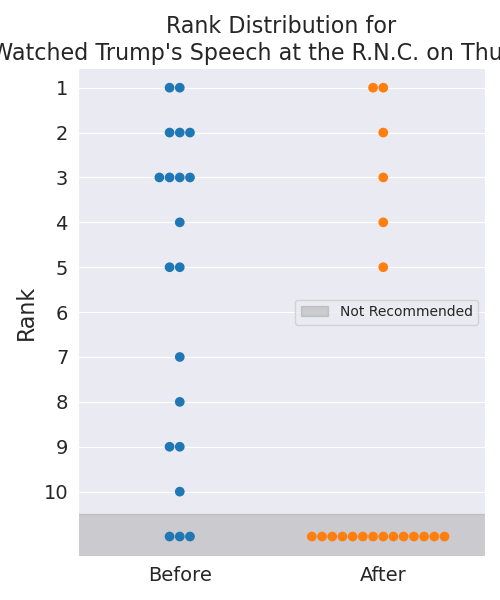 Rank Distribution for
Watched Trump's Speech at the R.N.C. on Thu
1
2
3
4
5
6
7
8
9
10
Rank
Not Recommended
Before
After